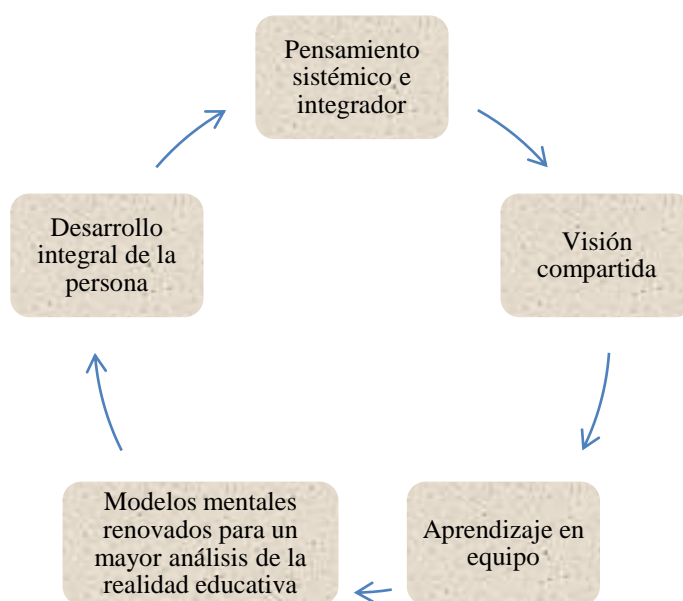 Pensamiento
sistémico e
integrador
Visión
compartida
Aprendizaje en
equipo
Modelos mentales
renovados para un
mayor análisis de la
realidad educativa
Desarrollo
integral de la
persona